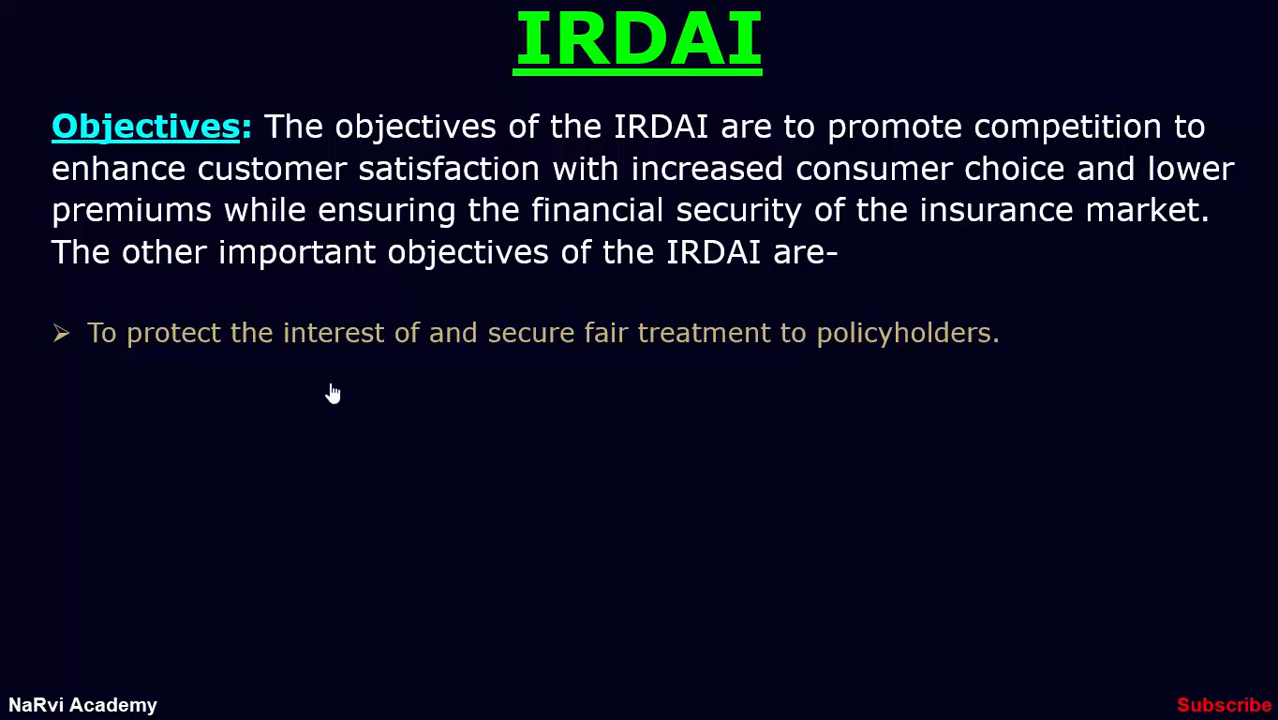 IRDAI
Objectives: The objectives of the IRDAI are to promote competition to
enhance customer satisfaction with increased consumer choice and lower
premiums while ensuring the financial security of the insurance market.
The other important objectives of the IRDAI are-
➢ To protect the interest of and secure fair treatment to policyholders.
NaRvi Academy
Subscribe